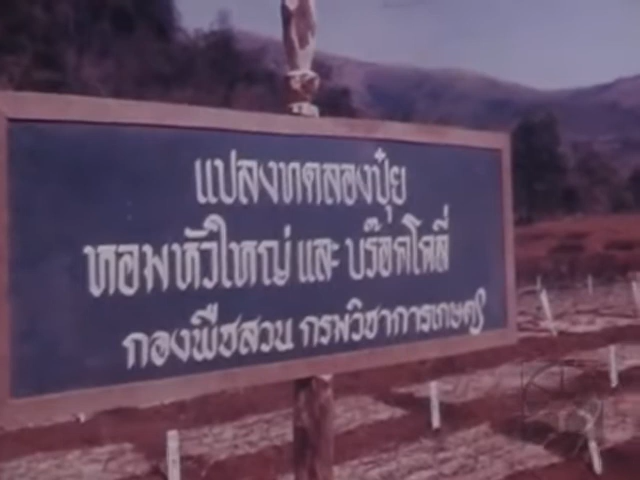 แปลงทดลองปุ๋ย
หอมหัวใหญ่ และ บร๊อคโคลี่
กองพืชสวน กรมวิชาการเกษตร